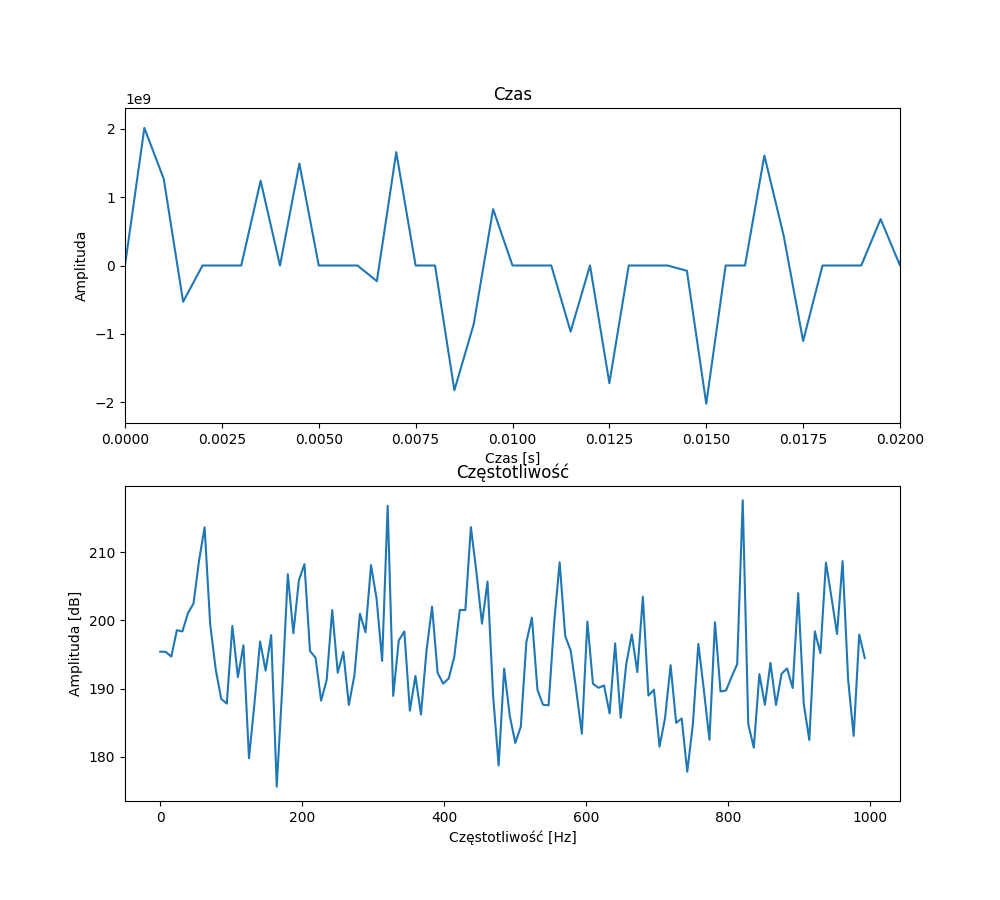 Czas
1e9
2
1
0
−1
−2
Amplituda
0.0000 0.0025 0.0050 0.0075 0.0100 0.0125 0.0150 0.0175 0.0200
Czas [s]
Częstotliwość
210
200
190
180
Amplituda [dB]
0 200 400 600 800 1000
Częstotliwość [Hz]